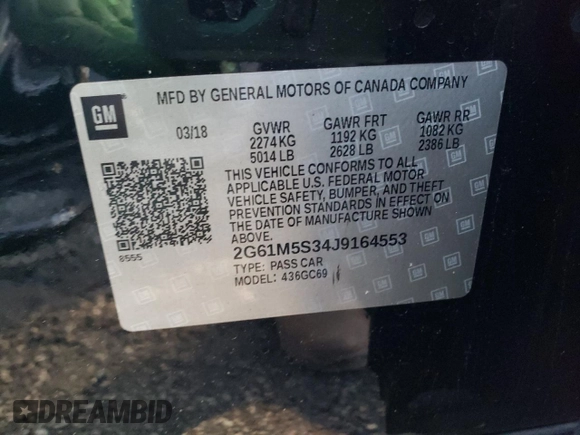 GM
MFD BY GENERAL MOTORS OF CANADA COMPANY
03/18 GVWR GAWR FRT GAWR RR
2274 KG 1192 KG 1082 KG
5014 LB 2628 LB 2386 LB
THIS VEHICLE CONFORMS TO ALL
APPLICABLE U.S. FEDERAL MOTOR
VEHICLE SAFETY, BUMPER, AND THEFT
PREVENTION STANDARDS IN EFFECT ON
THE DATE OF MANUFACTURE SHOWN
ABOVE.
8555
2G61M5S34J9164553
TYPE: PASS CAR
MODEL: 436GC69
DREAMBID